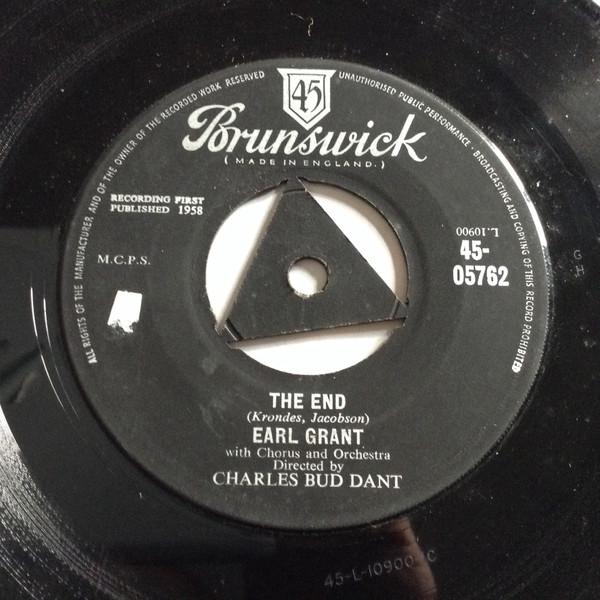 ALL RIGHTS OF THE MANUFACTURER AND OF THE OWNER OF THE RECORDED WORK RESERVED
UNAUTHORISED PUBLIC PERFORMANCE · BROADCASTING AND COPYING OF THIS RECORD PROHIBITED
45
Brunswick
( MADE IN ENGLAND. )
RECORDING FIRST
PUBLISHED 1958
M.C.P.S.
L.10900
45-
05762
G
H
THE END
(Krondes, Jacobson)
EARL GRANT
with Chorus and Orchestra
Directed by
CHARLES BUD DANT
45-L-10900 C